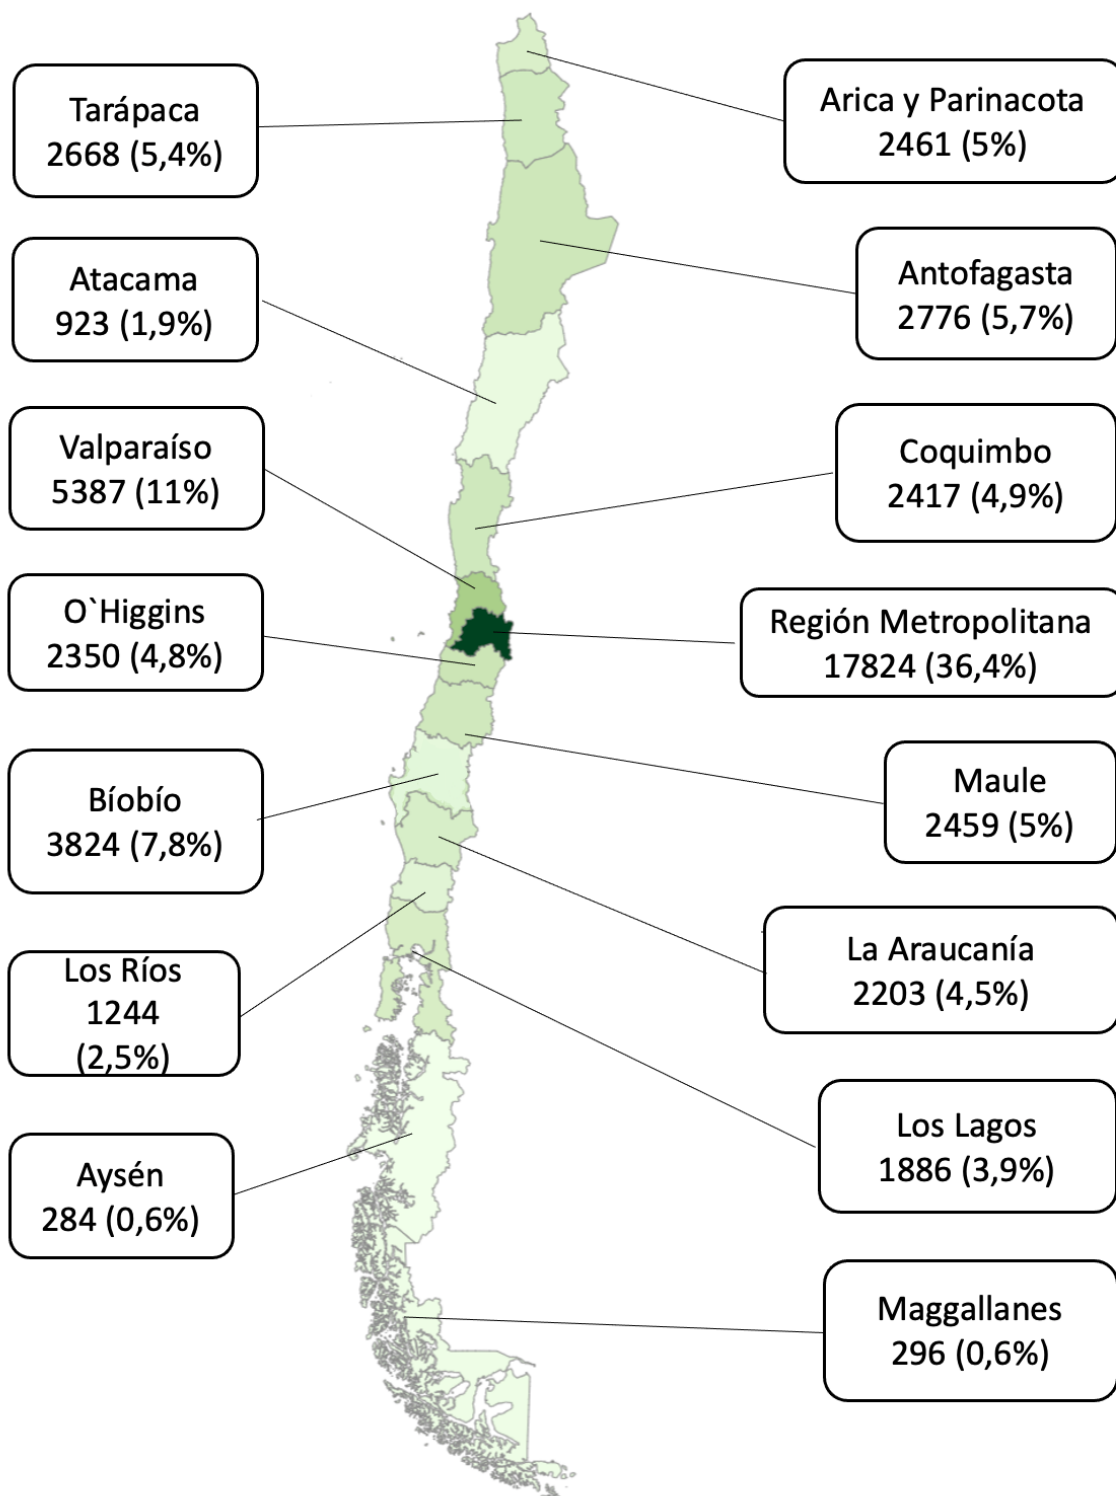 Tarápaca
2668 (5,4%)
Arica y Parinacota
2461 (5%)
Atacama
923 (1,9%)
Antofagasta
2776 (5,7%)
Valparaíso
5387 (11%)
Coquimbo
2417 (4,9%)
O`Higgins
2350 (4,8%)
Región Metropolitana
17824 (36,4%)
Bíobío
3824 (7,8%)
Maule
2459 (5%)
Los Ríos
1244
(2,5%)
La Araucanía
2203 (4,5%)
Aysén
284 (0,6%)
Los Lagos
1886 (3,9%)
Maggallanes
296 (0,6%)